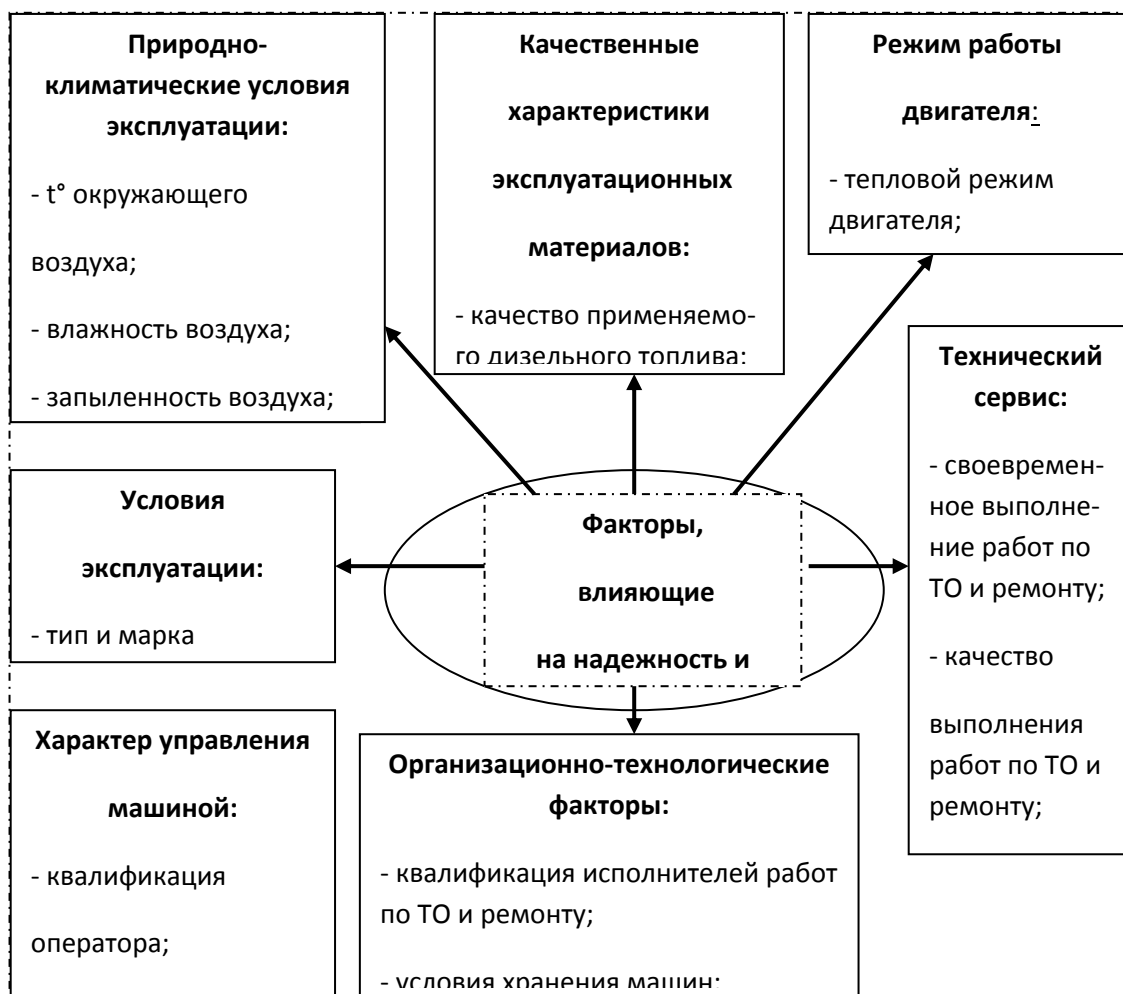 Природно-
климатические условия
эксплуатации:
- t° окружающего
воздуха;
- влажность воздуха;
- запыленность воздуха;
Качественные
характеристики
эксплуатационных
материалов:
- качество применяемо-
го дизельного топлива;
Режим работы
двигателя:
- тепловой режим
двигателя;
Технический
сервис:
- своевремен-
ное выполне-
ние работ по
ТО и ремонту;
- качество
выполнения
работ по ТО и
ремонту;
Условия
эксплуатации:
- тип и марка
Факторы,
влияющие
на надежность и
Характер управления
машиной:
- квалификация
оператора;
Организационно-технологические
факторы:
- квалификация исполнителей работ
по ТО и ремонту;
- условия хранения машин;